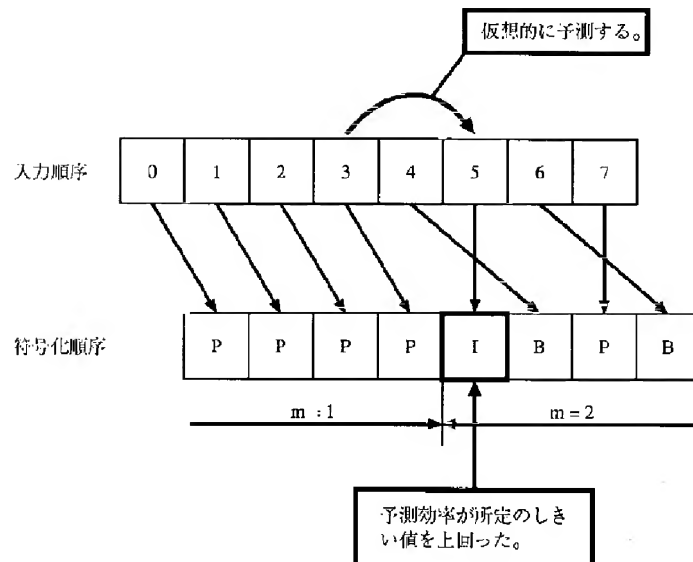 仮想的に予測する。
入力順序 0 1 2 3 4 5 6 7
符号化順序 P P P P I B P B
m : 1 m = 2
予測効率が所定のしき
い値を上回った。